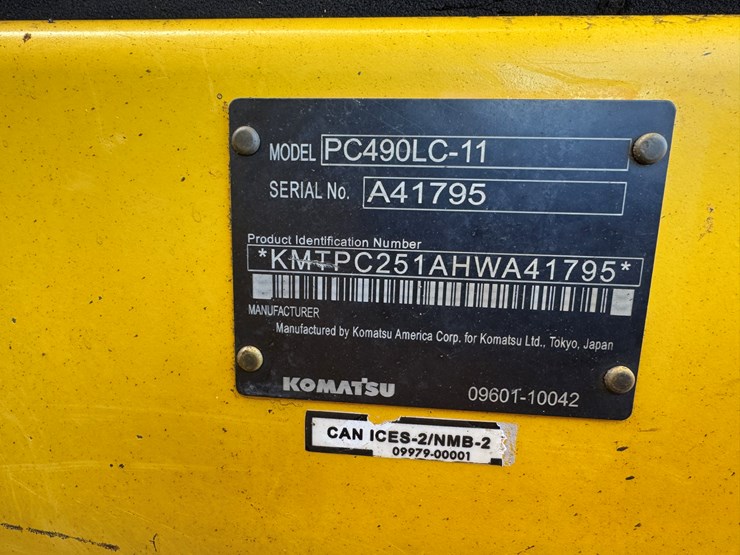 MODEL PC490LC-11
SERIAL No. A41795
Product Identification Number
*KMTPC251AHWA41795*
MANUFACTURER
Manufactured by Komatsu America Corp. for Komatsu Ltd., Tokyo, Japan
KOMATSU 09601-10042
CAN ICES-2/NMB-2
09979-00001